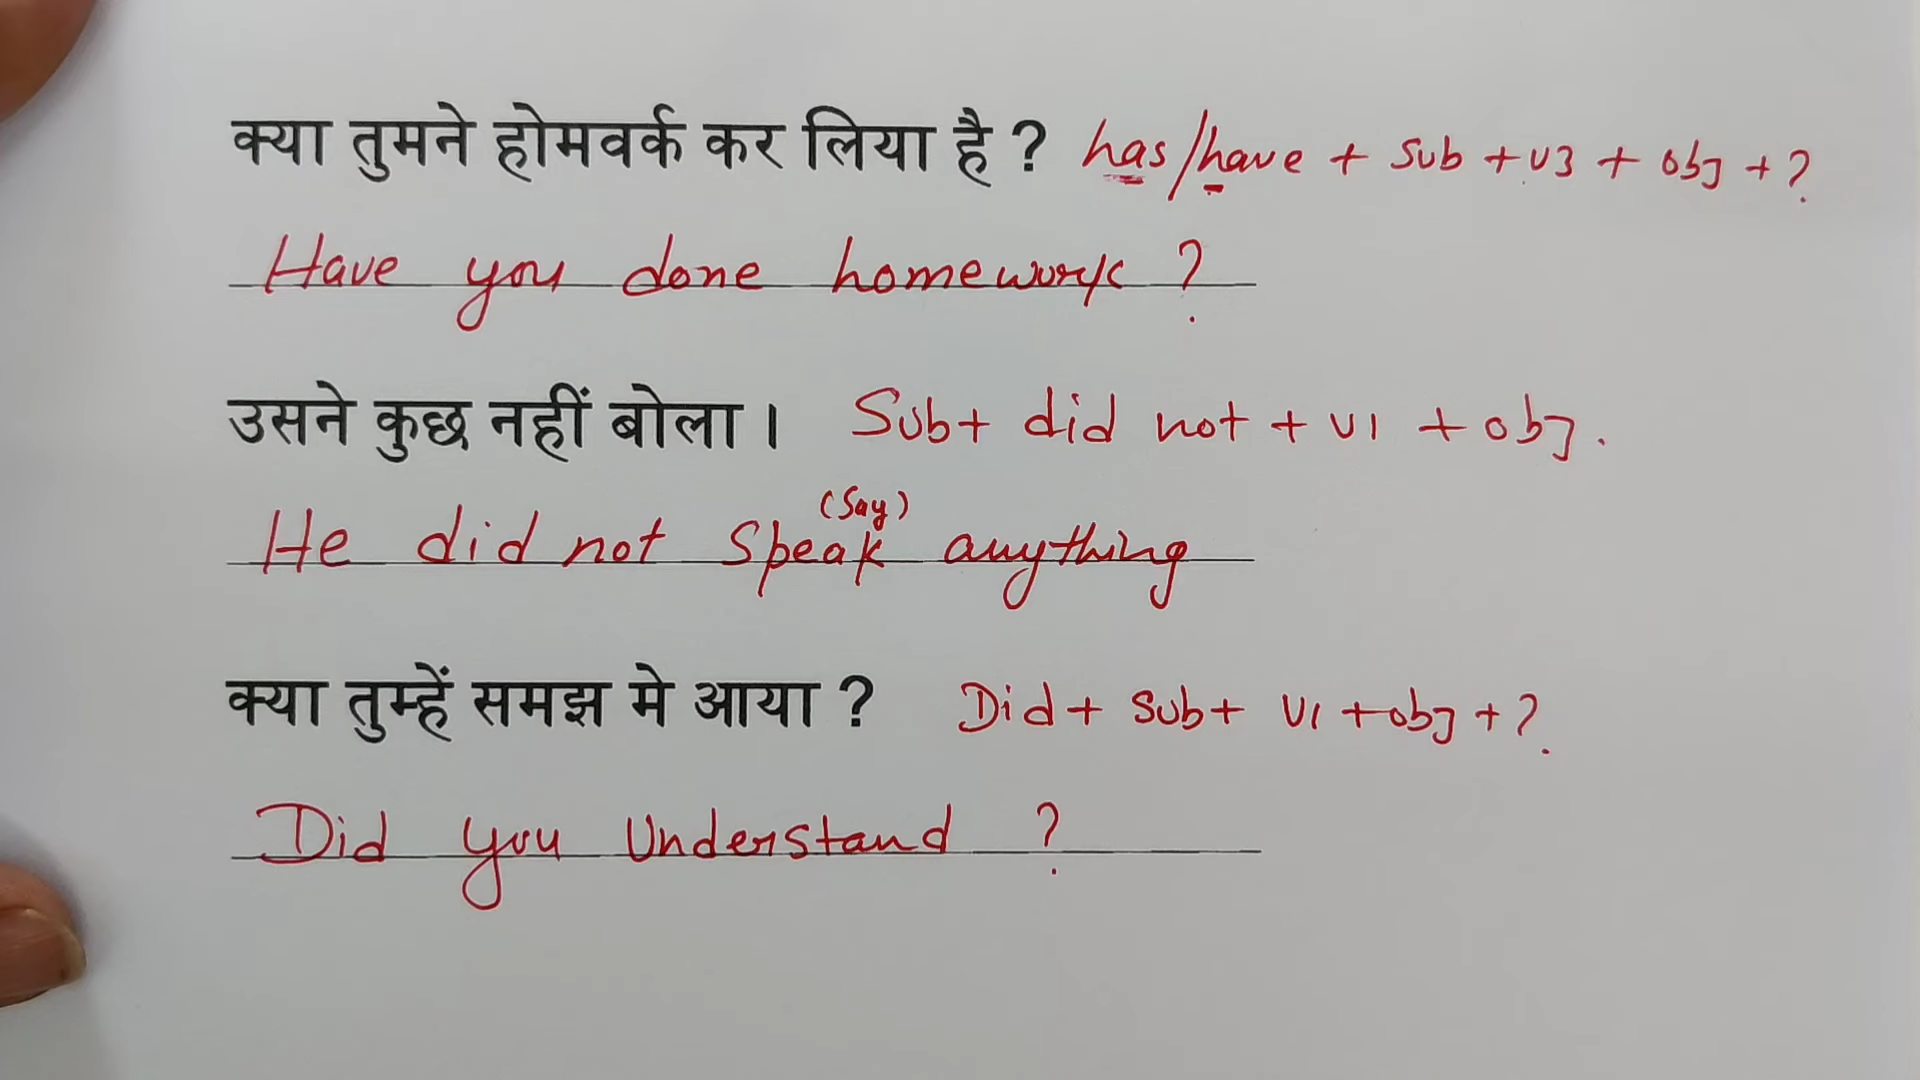 क्या तुमने होमवर्क कर लिया है ? has/have + Sub + v3 + obj + ?
Have you done homework ?
उसने कुछ नहीं बोला । Sub + did not + v1 + obj.
(Say)
He did not speak anything
क्या तुम्हें समझ मे आया ? Did + Sub + v1 + obj + ?
Did you Understand ?